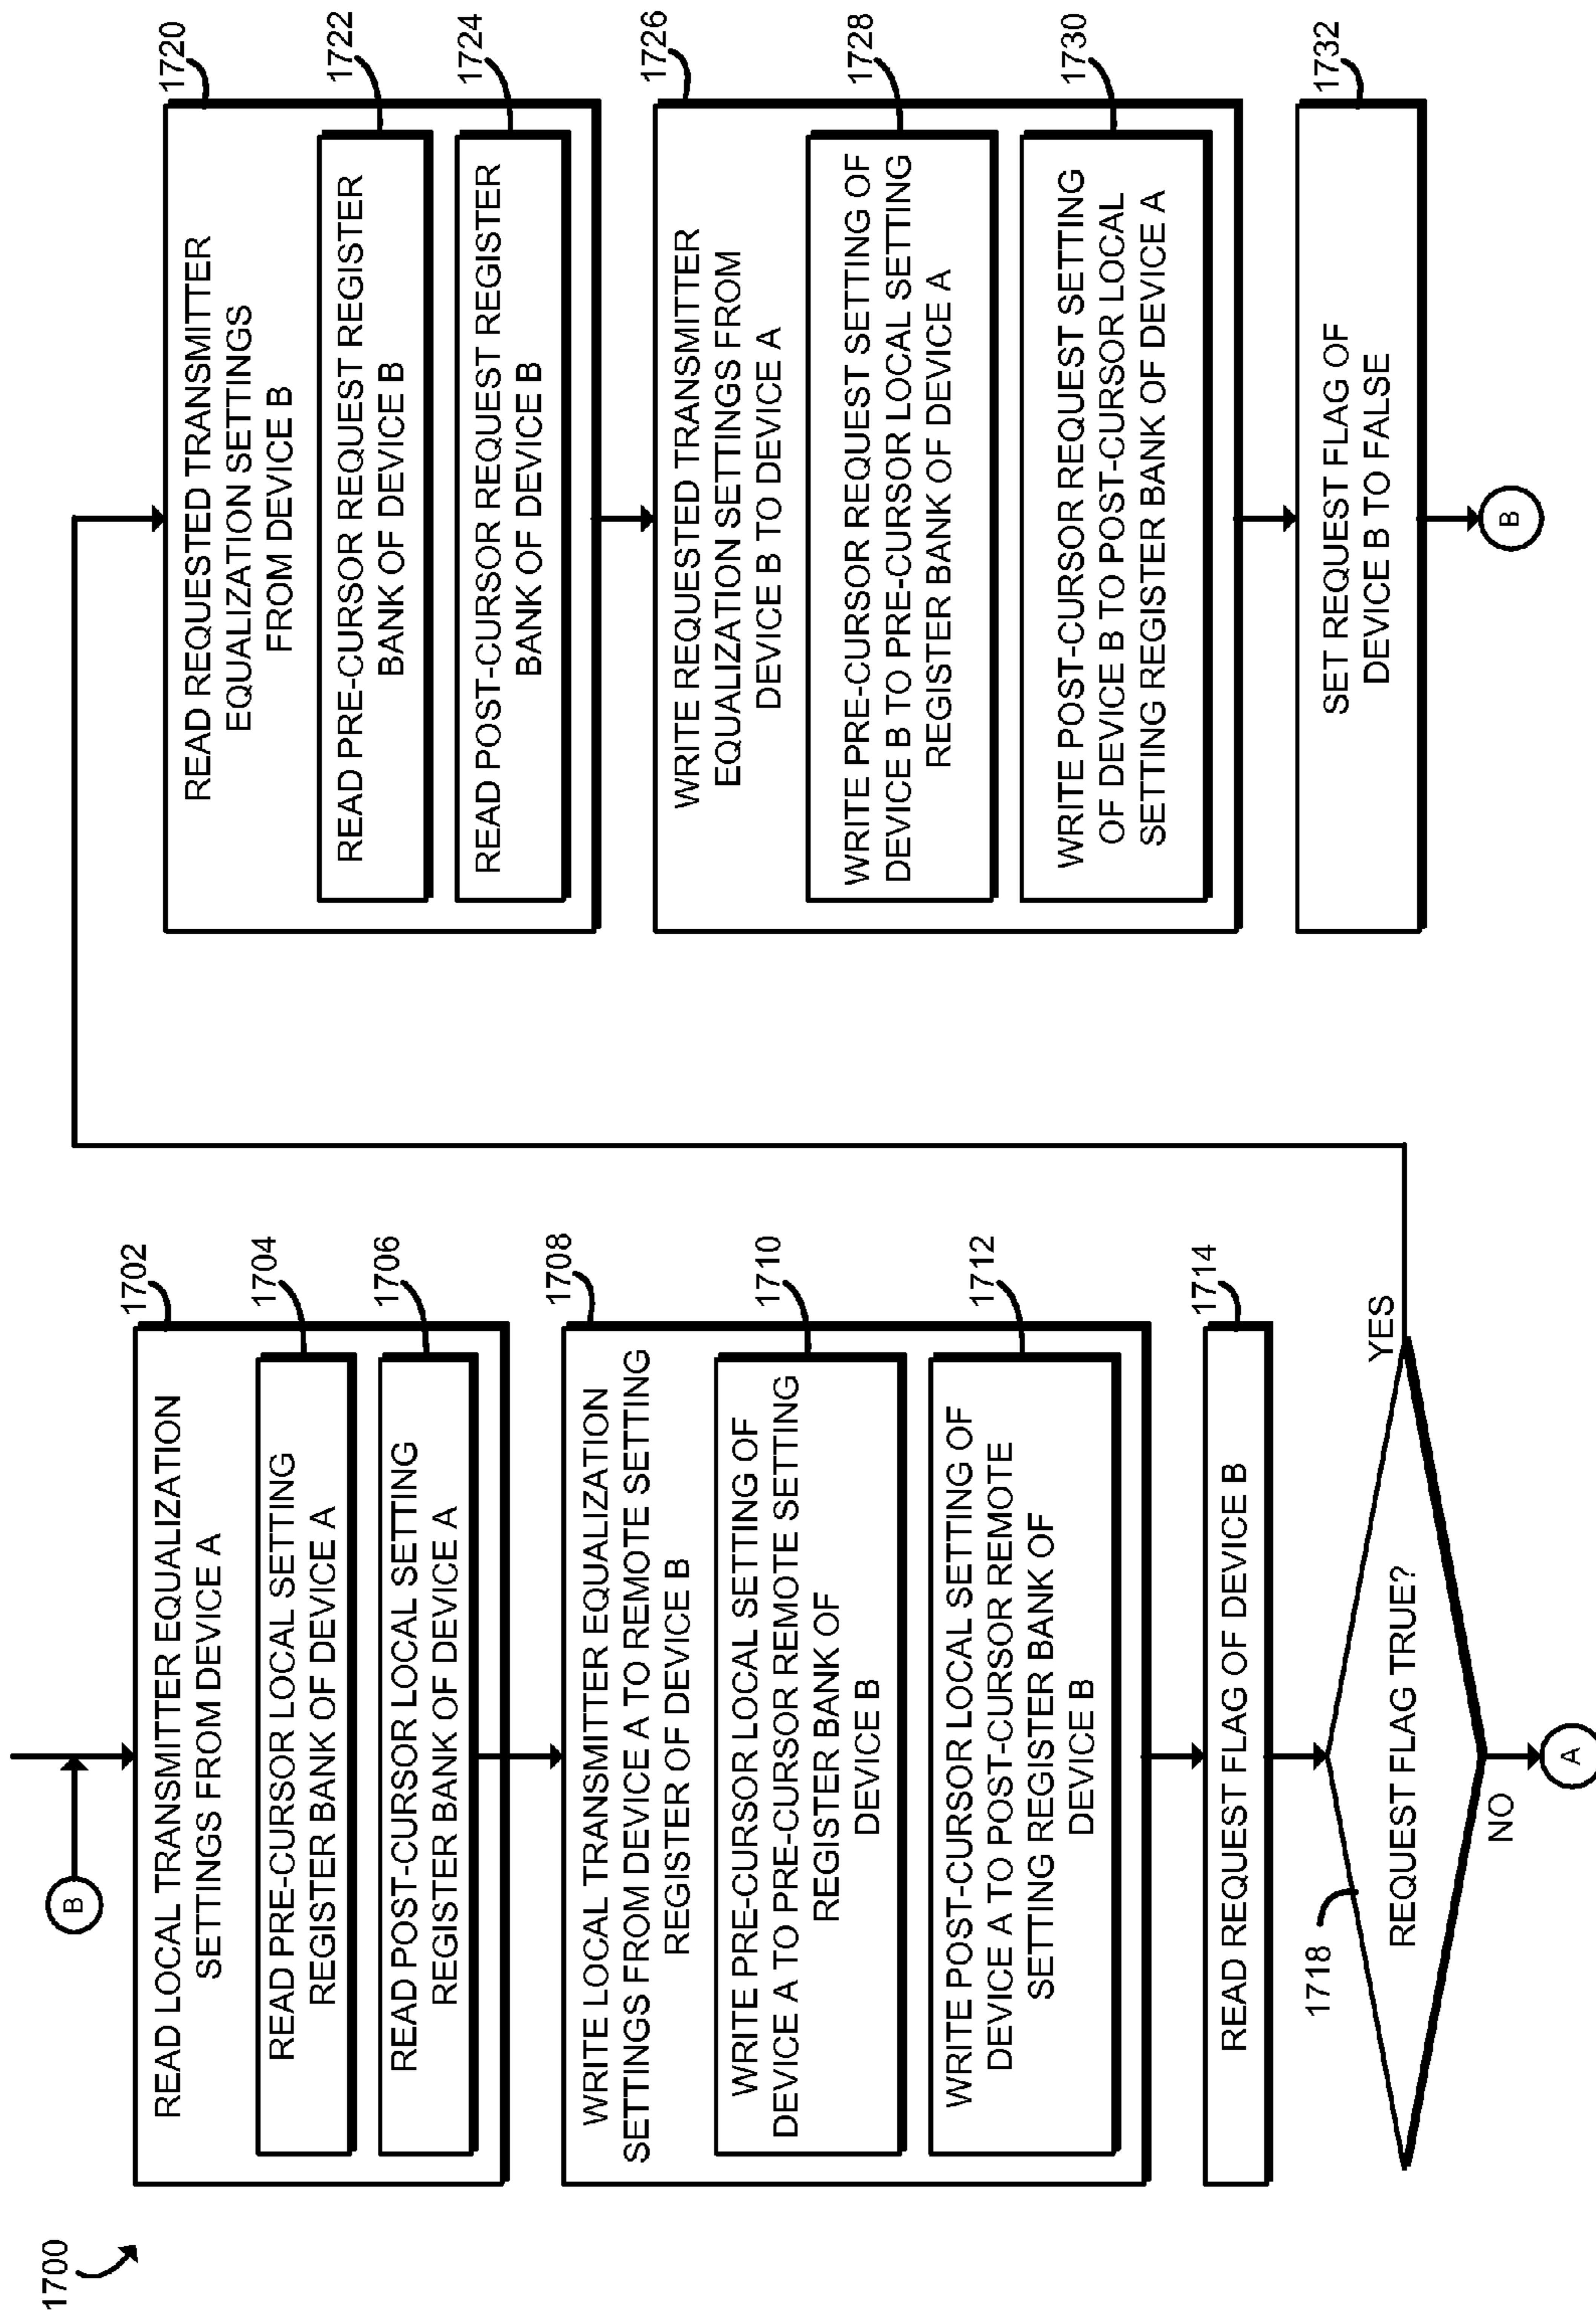 1700
B
1702
READ LOCAL TRANSMITTER EQUALIZATION
SETTINGS FROM DEVICE A
1704
READ PRE-CURSOR LOCAL SETTING
REGISTER BANK OF DEVICE A
1706
READ POST-CURSOR LOCAL SETTING
REGISTER BANK OF DEVICE A
1708
WRITE LOCAL TRANSMITTER EQUALIZATION
SETTINGS FROM DEVICE A TO REMOTE SETTING
REGISTER OF DEVICE B
1710
WRITE PRE-CURSOR LOCAL SETTING OF
DEVICE A TO PRE-CURSOR REMOTE SETTING
REGISTER BANK OF
DEVICE B
1712
WRITE POST-CURSOR LOCAL SETTING OF
DEVICE A TO POST-CURSOR REMOTE
SETTING REGISTER BANK OF
DEVICE B
1714
READ REQUEST FLAG OF DEVICE B
1718
REQUEST FLAG TRUE?
YES
NO
A
1720
READ REQUESTED TRANSMITTER
EQUALIZATION SETTINGS
FROM DEVICE B
1722
READ PRE-CURSOR REQUEST REGISTER
BANK OF DEVICE B
1724
READ POST-CURSOR REQUEST REGISTER
BANK OF DEVICE B
1726
WRITE REQUESTED TRANSMITTER
EQUALIZATION SETTINGS FROM
DEVICE B TO DEVICE A
1728
WRITE PRE-CURSOR REQUEST SETTING OF
DEVICE B TO PRE-CURSOR LOCAL SETTING
REGISTER BANK OF DEVICE A
1730
WRITE POST-CURSOR REQUEST SETTING
OF DEVICE B TO POST-CURSOR LOCAL
SETTING REGISTER BANK OF DEVICE A
1732
SET REQUEST FLAG OF
DEVICE B TO FALSE
B